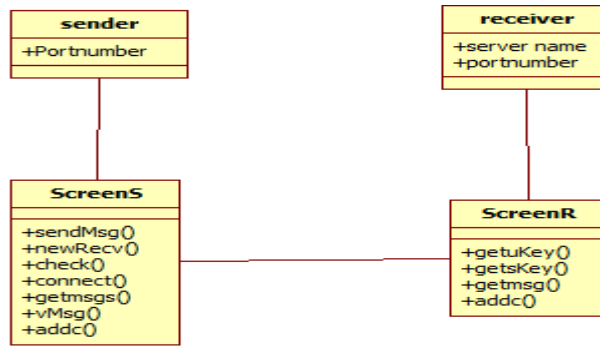 sender
+Portnumber
receiver
+server name
+portnumber
ScreenS
+sendMsg()
+newRecv()
+check()
+connect()
+getmsgs()
+vMsg()
+addc()
ScreenR
+getuKey()
+getsKey()
+getmsg()
+addc()